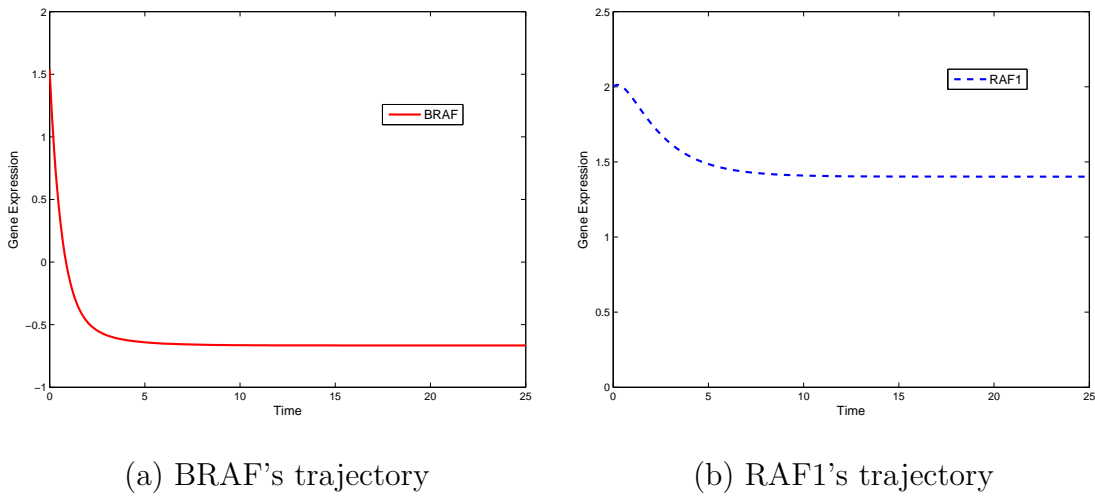 2
1.5
1
0.5
0
−0.5
−1
Gene Expression
0 5 10 15 20 25
Time
BRAF
(a) BRAF's trajectory
2.5
2
1.5
1
0.5
0
Gene Expression
0 5 10 15 20 25
Time
RAF1
(b) RAF1's trajectory